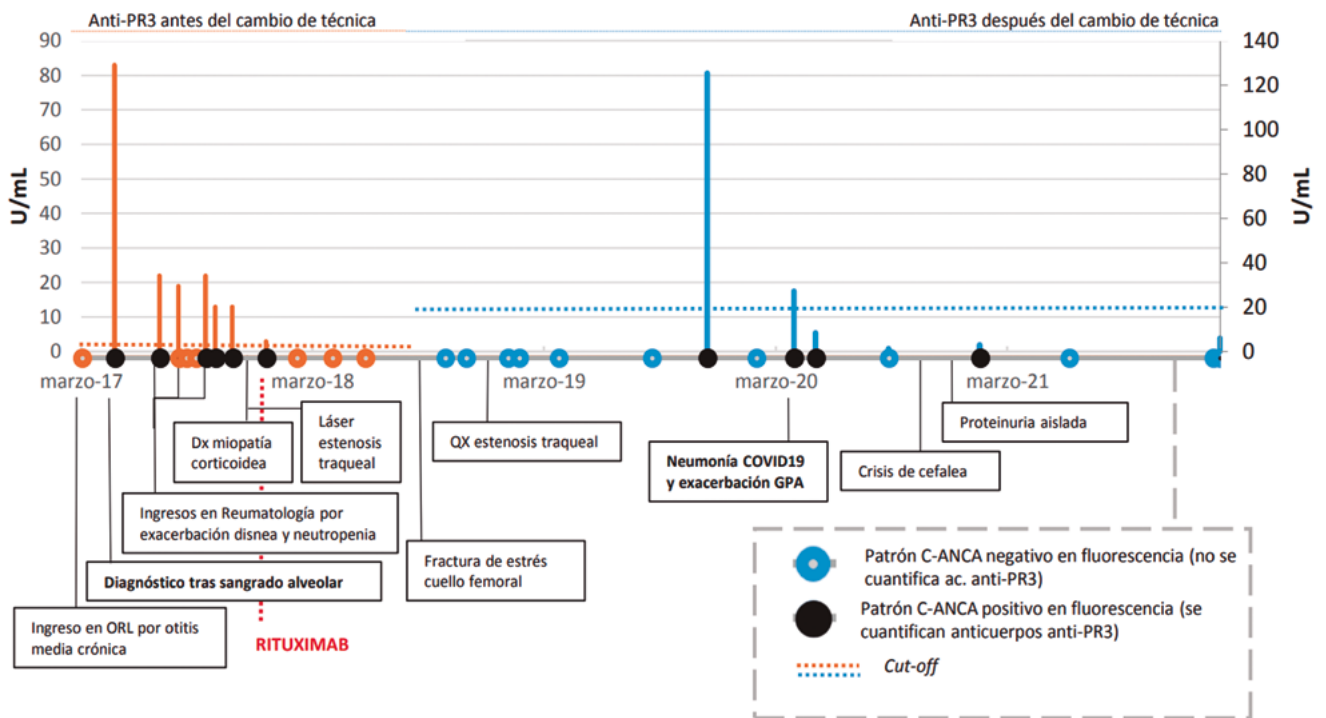 Anti-PR3 antes del cambio de técnica
Anti-PR3 después del cambio de técnica
90
80
70
60
50
40
30
20
10
0
U/mL
140
120
100
80
60
40
20
0
U/mL
marzo-17
marzo-18
marzo-19
marzo-20
marzo-21
Dx miopatía
corticoidea
Láser
estenosis
traqueal
QX estenosis traqueal
Neumonía COVID19
y exacerbación GPA
Proteinuria aislada
Crisis de cefalea
Ingresos en Reumatología por
exacerbación disnea y neutropenia
Fractura de estrés
cuello femoral
Diagnóstico tras sangrado alveolar
Ingreso en ORL por otitis
media crónica
RITUXIMAB
Patrón C-ANCA negativo en fluorescencia (no se
cuantifica ac. anti-PR3)
Patrón C-ANCA positivo en fluorescencia (se
cuantifican anticuerpos anti-PR3)
Cut-off